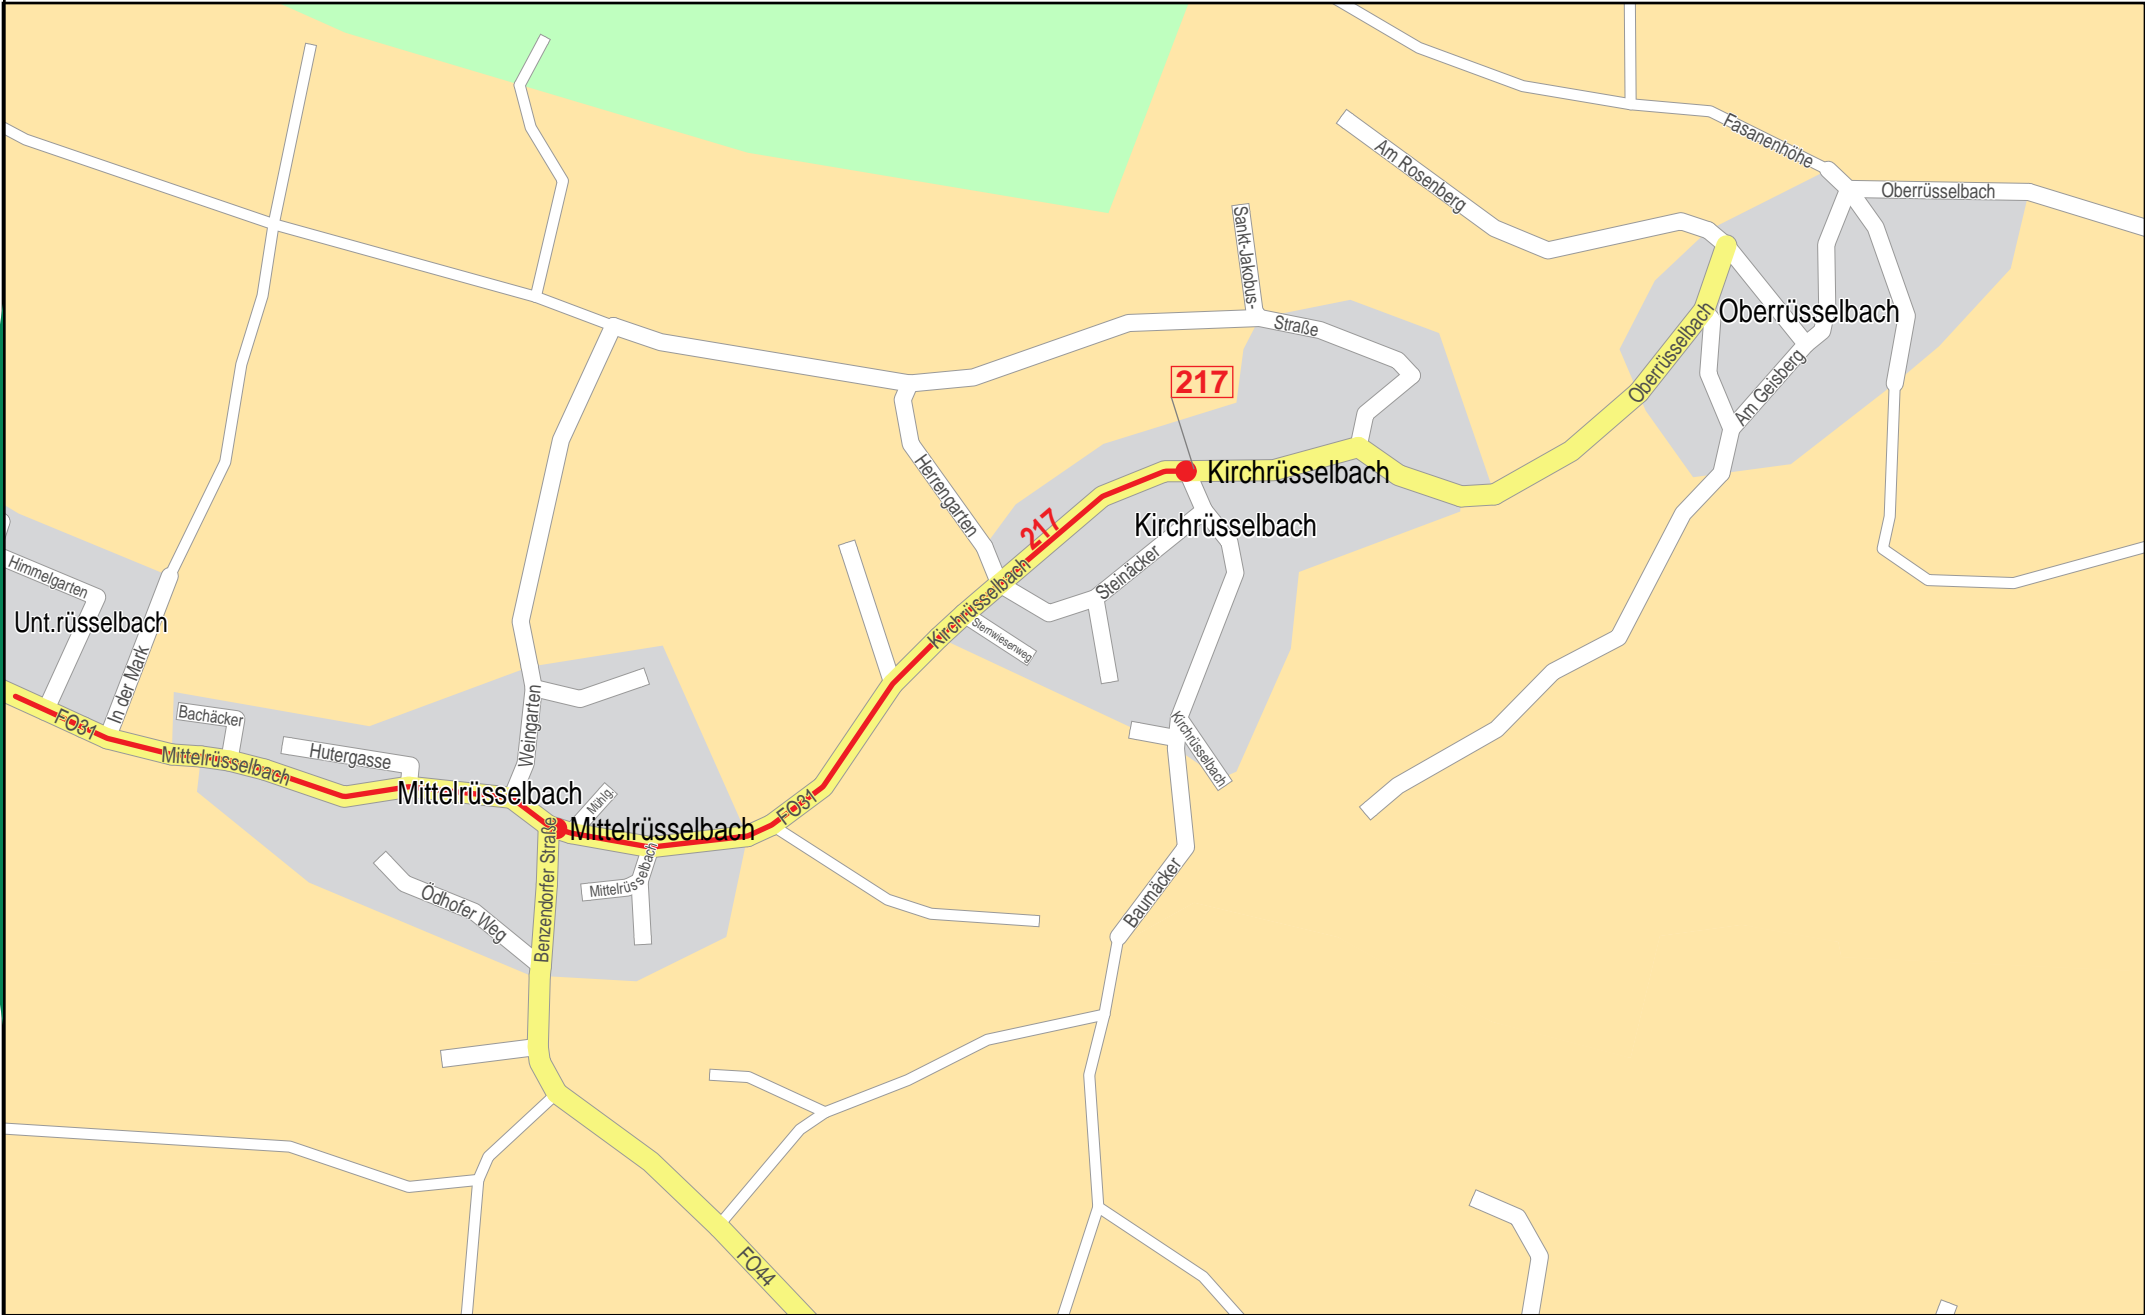 Fasanenhöhe
Am Rosenberg
Oberrüsselbach
Sankt-Jakobus-
Straße
Oberrüsselbach
Oberrüsselbach
Am Geisberg
217
Kirchrüsselbach
Herrengarten
217
Kirchrüsselbach
Steinäcker
Himmelgarten
Kirchrüsselbach
Sternwiesenweg
Unt.rüsselbach
In der Mark
Weingarten
Bachäcker
FO31
Kirchrüsselbach
Hutergasse
Mittelrüsselbach
Mittelrüsselbach
Mühlg.
FO31
Mittelrüsselbach
Benzendorfer Straße
Mittelrüsselbach
Ödhofer Weg
Baumäcker
FO44